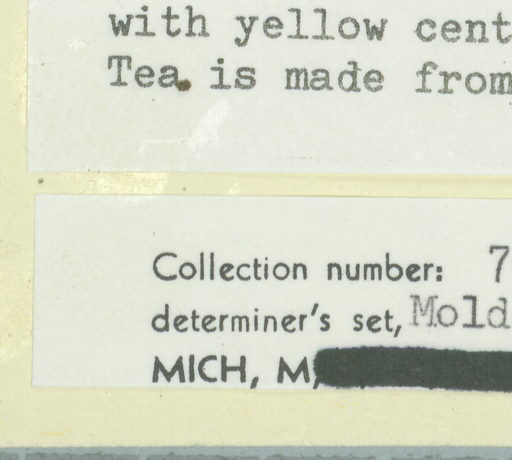 with yellow cent
Tea is made from
Collection number: 7
determiner's set, Mold
MICH, M